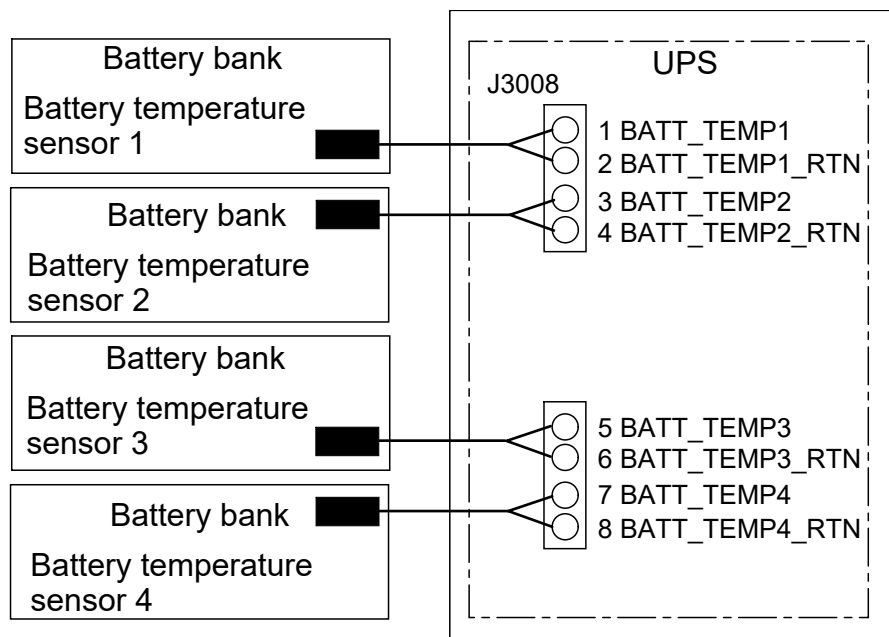 Battery bank
Battery temperature
sensor 1
Battery bank
Battery temperature
sensor 2
Battery bank
Battery temperature
sensor 3
Battery bank
Battery temperature
sensor 4
UPS
J3008
1 BATT_TEMP1
2 BATT_TEMP1_RTN
3 BATT_TEMP2
4 BATT_TEMP2_RTN
5 BATT_TEMP3
6 BATT_TEMP3_RTN
7 BATT_TEMP4
8 BATT_TEMP4_RTN